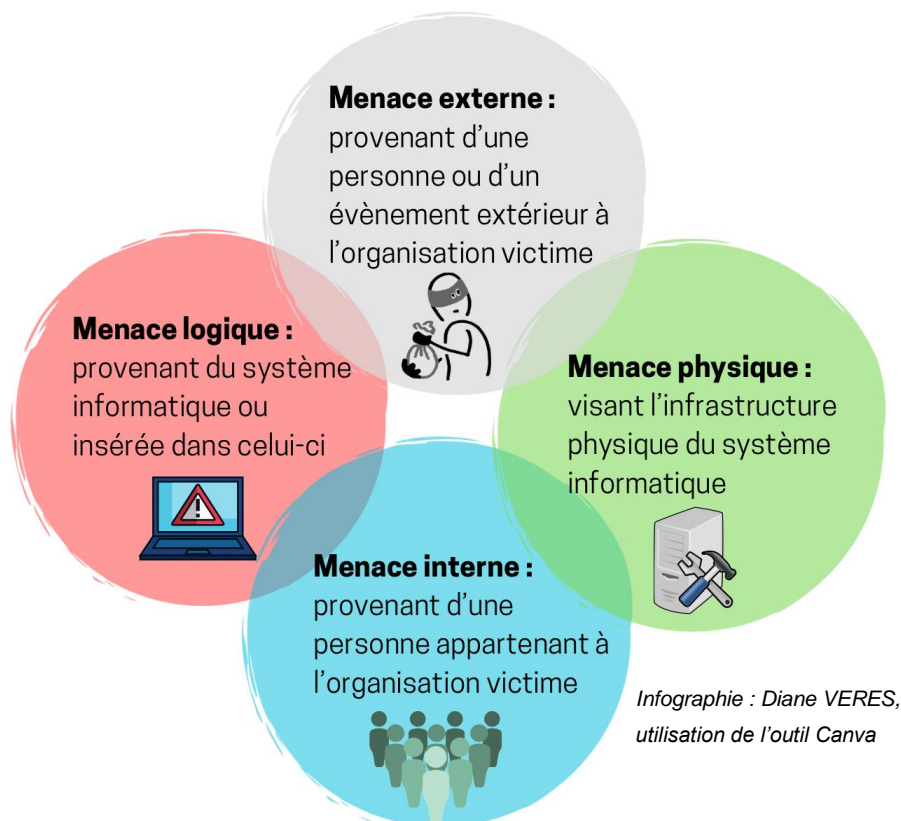 Menace externe :
provenant d'une
personne ou d'un
évènement extérieur à
l'organisation victime
Menace logique :
provenant du système
informatique ou
insérée dans celui-ci
Menace physique :
visant l'infrastructure
physique du système
informatique
Menace interne :
provenant d'une
personne appartenant à
l'organisation victime
Infographie : Diane VERES,
utilisation de l'outil Canva